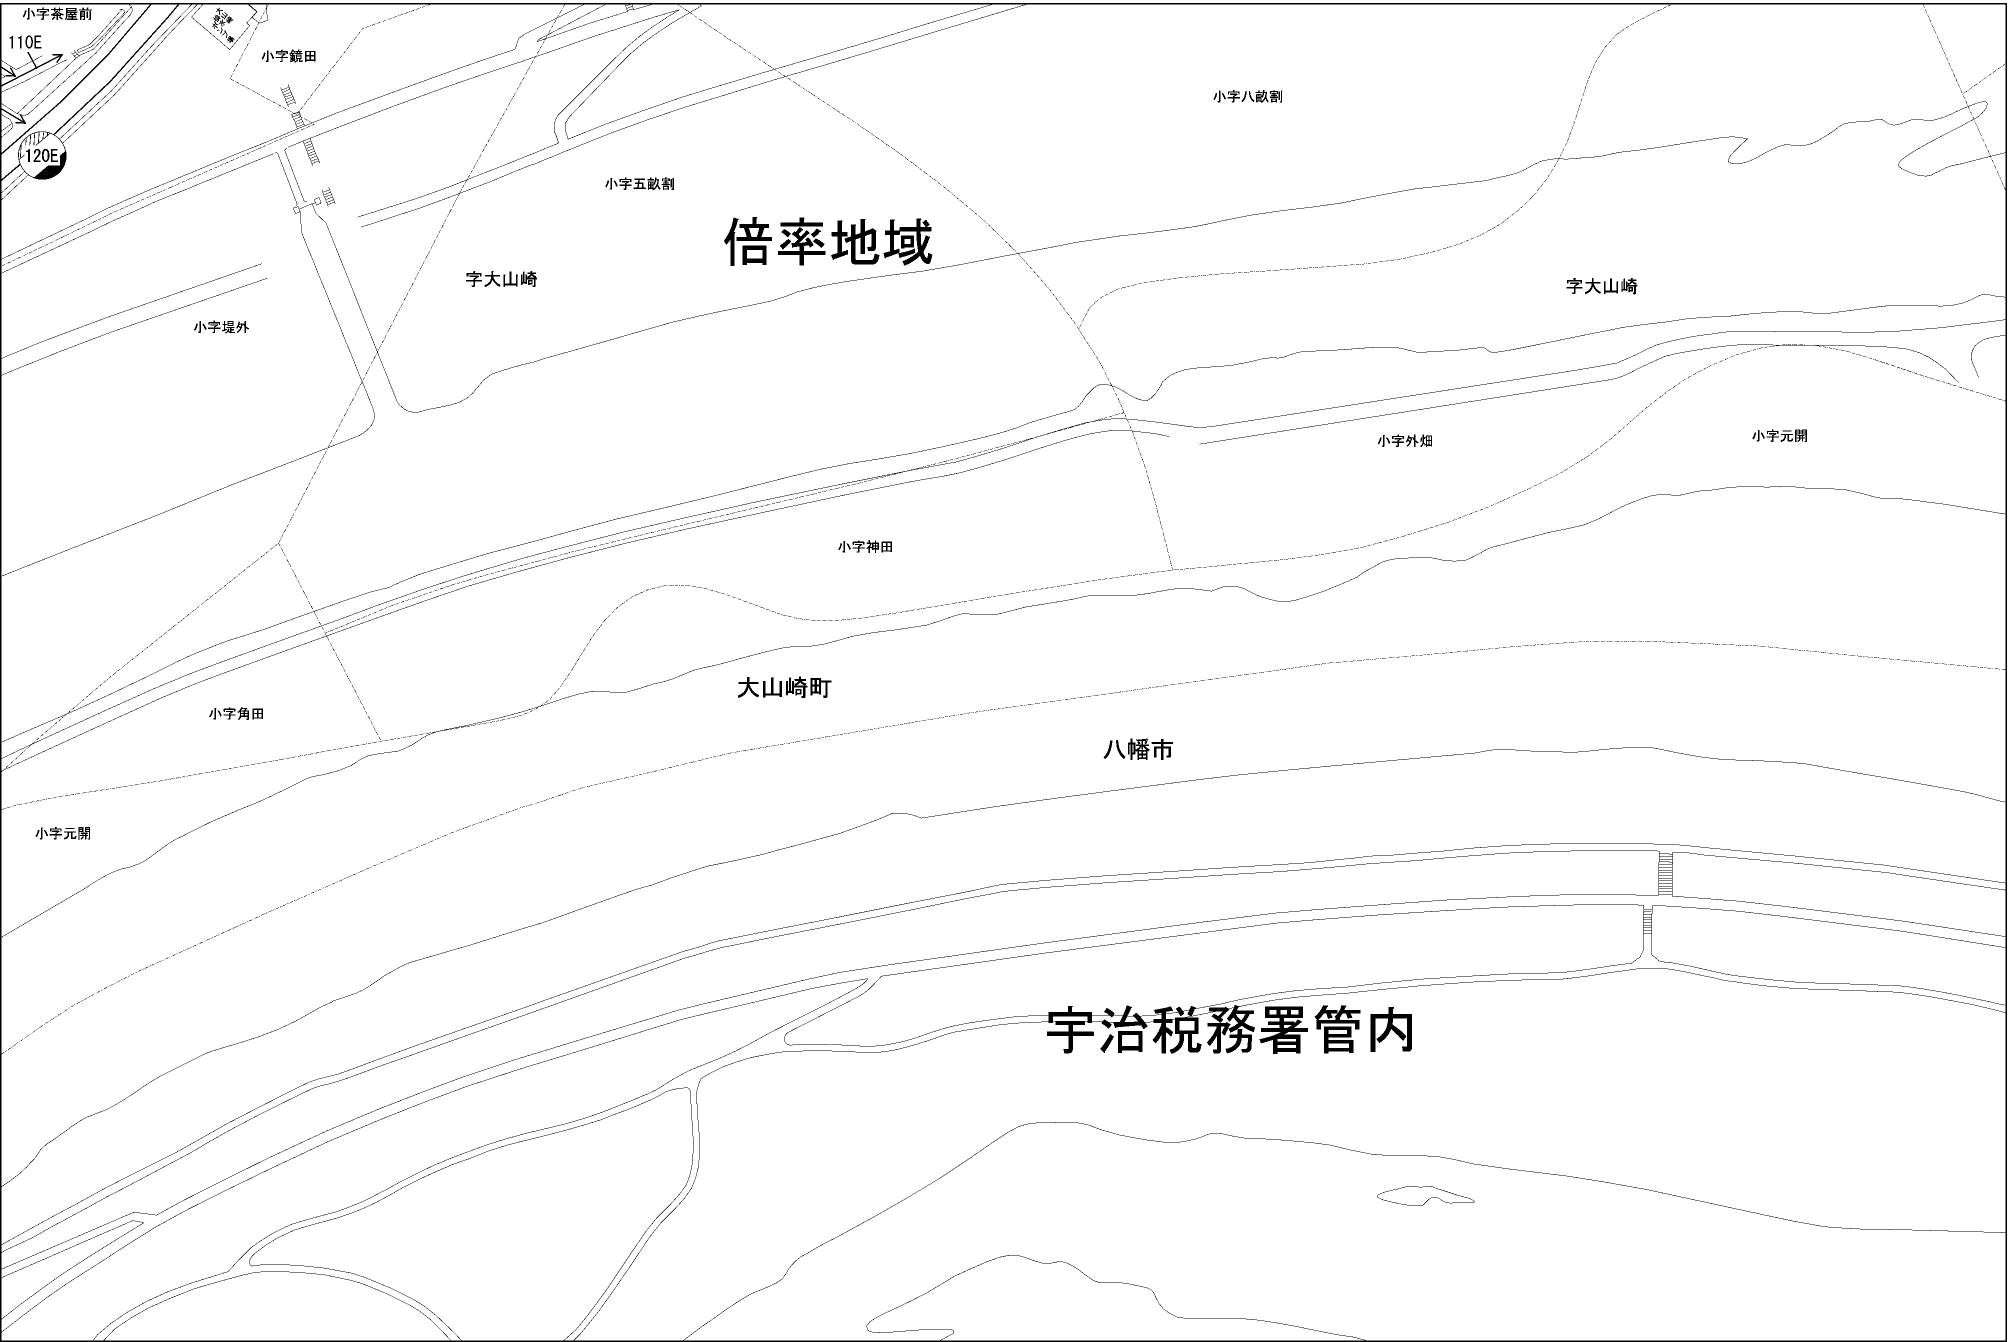 小字茶屋前
110E
小字鏡田
120E
小字八畝割
小字五畝割
倍率地域
字大山崎
字大山崎
小字堤外
小字外畑
小字元開
小字神田
大山崎町
小字角田
八幡市
小字元開
宇治税務署管内